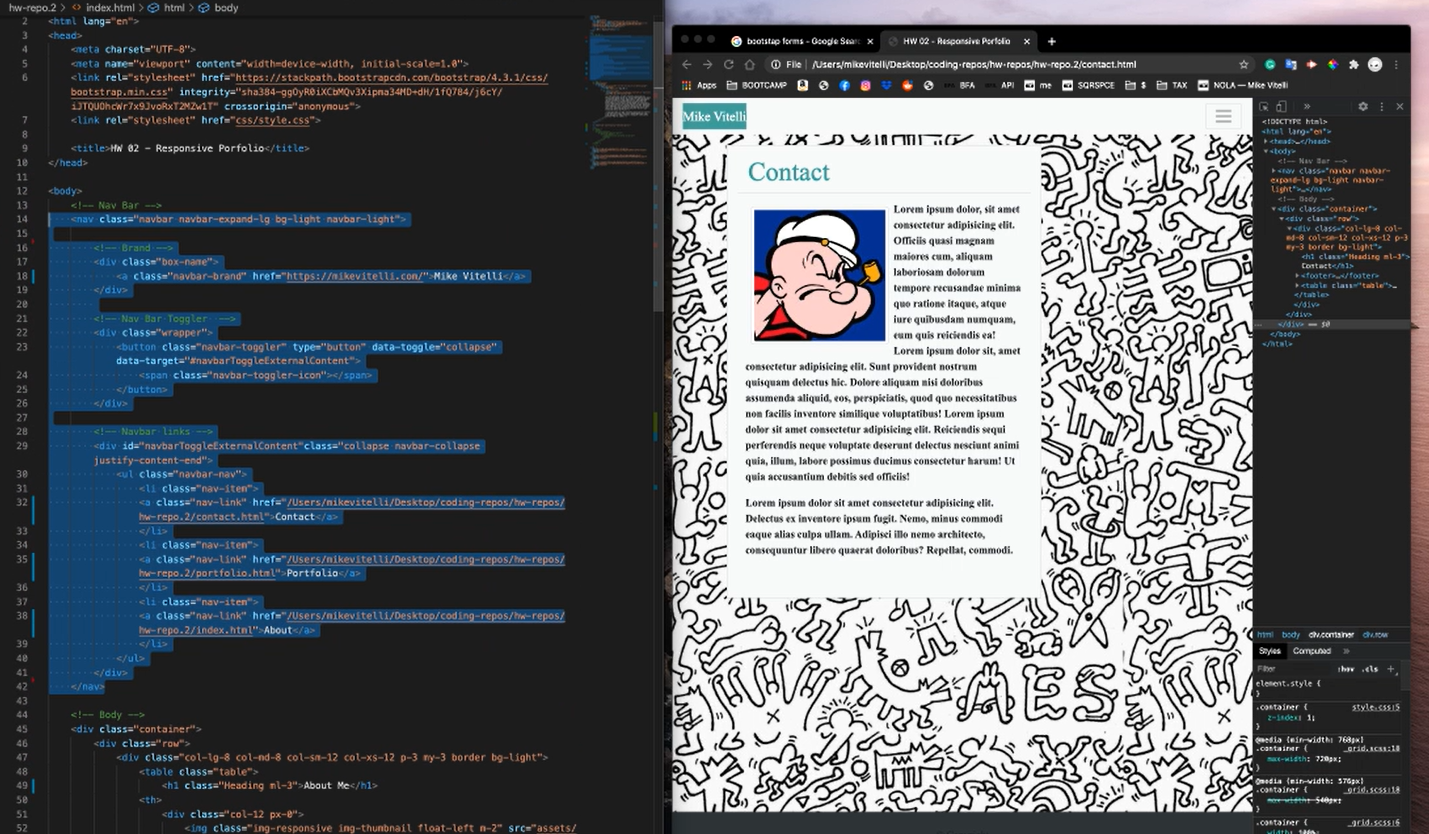 hw-repo.2 > index.html > html > body
2 <html lang="en">
3 <head>
4 <meta charset="UTF-8">
5 <meta name="viewport" content="width=device-width, initial-scale=1.0">
6 <link rel="stylesheet" href="https://stackpath.bootstrapcdn.com/bootstrap/4.3.1/css/
bootstrap.min.css" integrity="sha384-ggOyR0iXCbMQv3Xipma34MD+dH/1fQ784/j6cY/
iJTQUOhcWr7x9JvoRxT2MZw1T" crossorigin="anonymous">
7 <link rel="stylesheet" href="css/style.css">
8
9 <title>HW 02 - Responsive Porfolio</title>
10 </head>
11
12 <body>
13 <!-- Nav Bar -->
14 <nav class="navbar navbar-expand-lg bg-light navbar-light">
15
16 <!-- Brand -->
17 <div class="box-name">
18 <a class="navbar-brand" href="https://mikevitelli.com/">Mike Vitelli</a>
19 </div>
20
21 <!-- Nav Bar Toggler -->
22 <div class="wrapper">
23 <button class="navbar-toggler" type="button" data-toggle="collapse"
data-target="#navbarToggleExternalContent">
24 <span class="navbar-toggler-icon"></span>
25 </button>
26 </div>
27
28 <!-- Navbar links -->
29 <div id="navbarToggleExternalContent"class="collapse navbar-collapse
justify-content-end">
30 <ul class="navbar-nav">
31 <li class="nav-item">
32 <a class="nav-link" href="/Users/mikevitelli/Desktop/coding-repos/hw-repos/
hw-repo.2/contact.html">Contact</a>
33 </li>
34 <li class="nav-item">
35 <a class="nav-link" href="/Users/mikevitelli/Desktop/coding-repos/hw-repos/
hw-repo.2/portfolio.html">Portfolio</a>
36 </li>
37 <li class="nav-item">
38 <a class="nav-link" href="/Users/mikevitelli/Desktop/coding-repos/hw-repos/
hw-repo.2/index.html">About</a>
39 </li>
40 </ul>
41 </div>
42 </nav>
43
44 <!-- Body -->
45 <div class="container">
46 <div class="row">
47 <div class="col-lg-8 col-md-8 col-sm-12 col-xs-12 p-3 my-3 border bg-light">
48 <table class="table">
49 <h1 class="Heading ml-3">About Me</h1>
50 <th>
51 <div class="col-12 px-0">
52 <img class="img-responsive img-thumbnail float-left m-2" src="assets/
bootstap forms - Google Sear
HW 02 - Responsive Porfolio
File | /Users/mikevitelli/Desktop/coding-repos/hw-repos/hw-repo.2/contact.html
Apps BOOTCAMP BFA API me SQRSPCE $ TAX NOLA — Mike Vitelli
Mike Vitelli
Contact
Lorem ipsum dolor, sit amet
consectetur adipisicing elit.
Officiis quasi magnam
maiores cum, aliquam
laboriosam dolorum
tempore recusandae minima
quo ratione itaque, atque
iure quibusdam numquam,
eum quis reiciendis ea!
Lorem ipsum dolor sit, amet
consectetur adipisicing elit. Sunt provident nostrum
quisquam delectus hic. Dolore aliquam nisi doloribus
assumenda aliquid, eos, perspiciatis, quod quo necessitatibus
non facilis inventore similique voluptatibus! Lorem ipsum
dolor sit amet consectetur adipisicing elit. Reiciendis sequi
perferendis neque voluptate deserunt delectus nesciunt animi
quia, illum, labore possimus ducimus consectetur harum! Ut
quia accusantium debitis sed officiis!
Lorem ipsum dolor sit amet consectetur adipisicing elit.
Delectus ex inventore ipsum fugit. Nemo, minus commodi
eaque alias culpa ullam. Adipisci illo nemo architecto,
consequuntur libero quaerat doloribus? Repellat, commodi.
AMES
<!DOCTYPE html>
<html lang="en">
<head>…</head>
<body>
<!-- Nav Bar -->
<nav class="navbar navbar-
expand-lg bg-light navbar-
light">…</nav>
<!-- Body -->
<div class="container">
<div class="row">
<div class="col-lg-8 col-
md-8 col-sm-12 col-xs-12 p-3
my-3 border bg-light">
<h1 class="Heading ml-3">
Contact</h1>
<footer>…</footer>
<table class="table">…
</table>
</div>
</div>
</div> == $0
</body>
</html>
html body div.container div.row
Styles Computed »
Filter :hov .cls +
element.style {
}
.container { style.css:5
z-index: 1;
}
@media (min-width: 768px)
.container { _grid.scss:18
max-width: 720px;
}
@media (min-width: 576px)
.container { _grid.scss:18
max-width: 540px;
}
.container { _grid.scss:6
width: 100%;